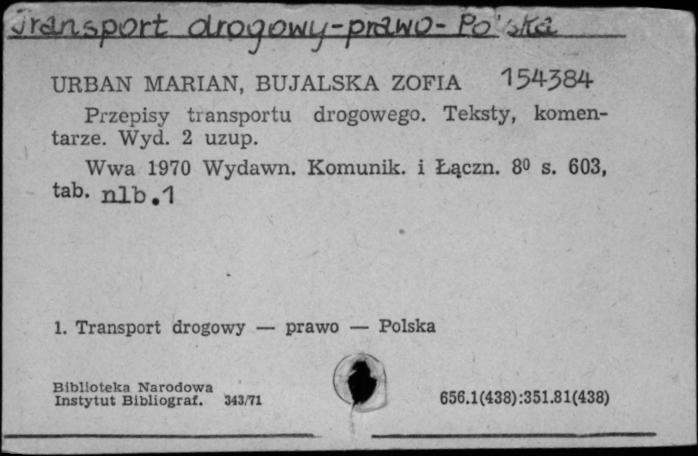 Transport drogowy-prawo-Polska
URBAN MARIAN, BUJALSKA ZOFIA 154384
Przepisy transportu drogowego. Teksty, komen-
tarze. Wyd. 2 uzup.
Wwa 1970 Wydawn. Komunik. i Łączn. 8⁰ s. 603,
tab. nlb.1
1. Transport drogowy — prawo — Polska
Biblioteka Narodowa
Instytut Bibliograf. 343/71
656.1(438):351.81(438)